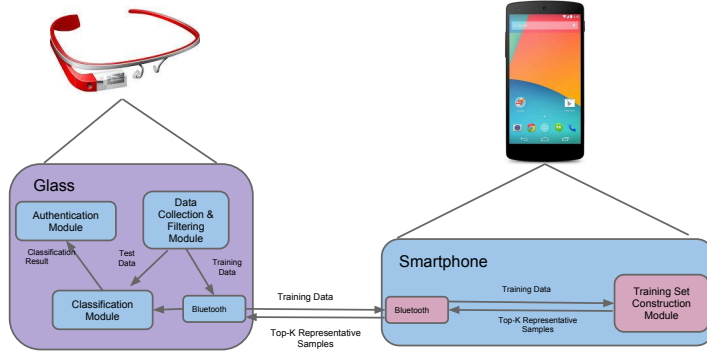 Glass
Authentication
Module
Data
Collection &
Filtering
Module
Classification
Result
Test
Data
Training
Data
Classification
Module
Bluetooth
Training Data
Top-K Representative
Samples
Smartphone
Bluetooth
Training Data
Top-K Representative
Samples
Training Set
Construction
Module